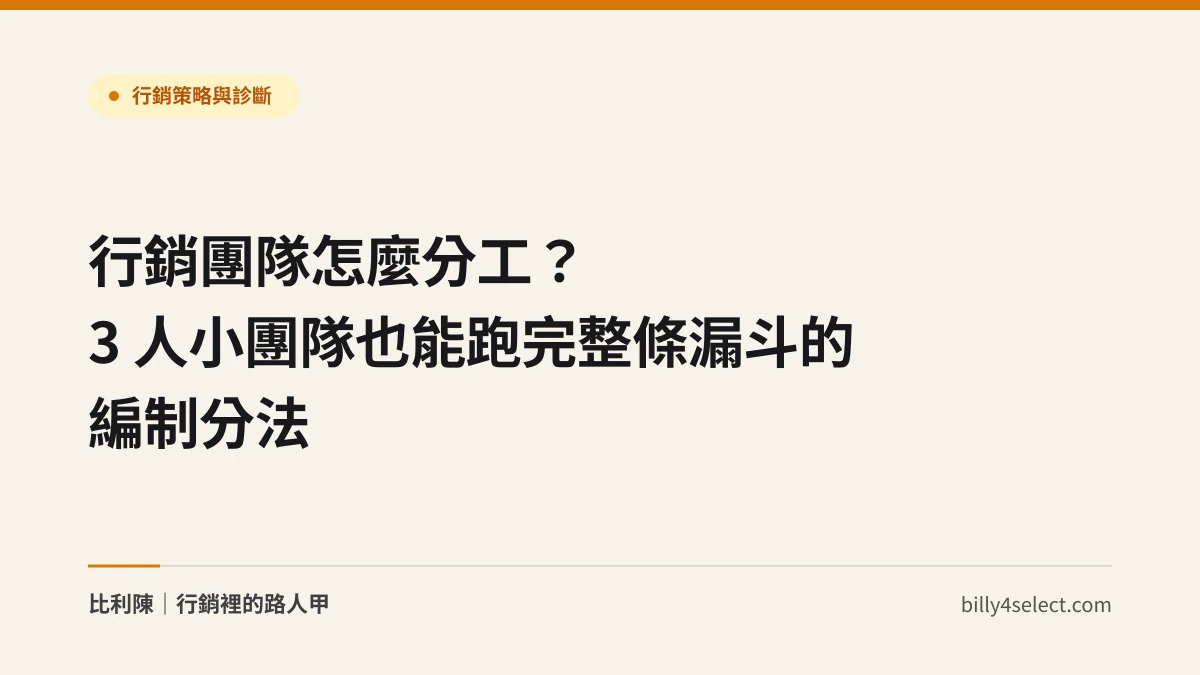 行銷策略與診斷
行銷團隊怎麼分工？
3 人小團隊也能跑完整條漏斗的
編制分法
比利陳｜行銷裡的路人甲
billy4select.com